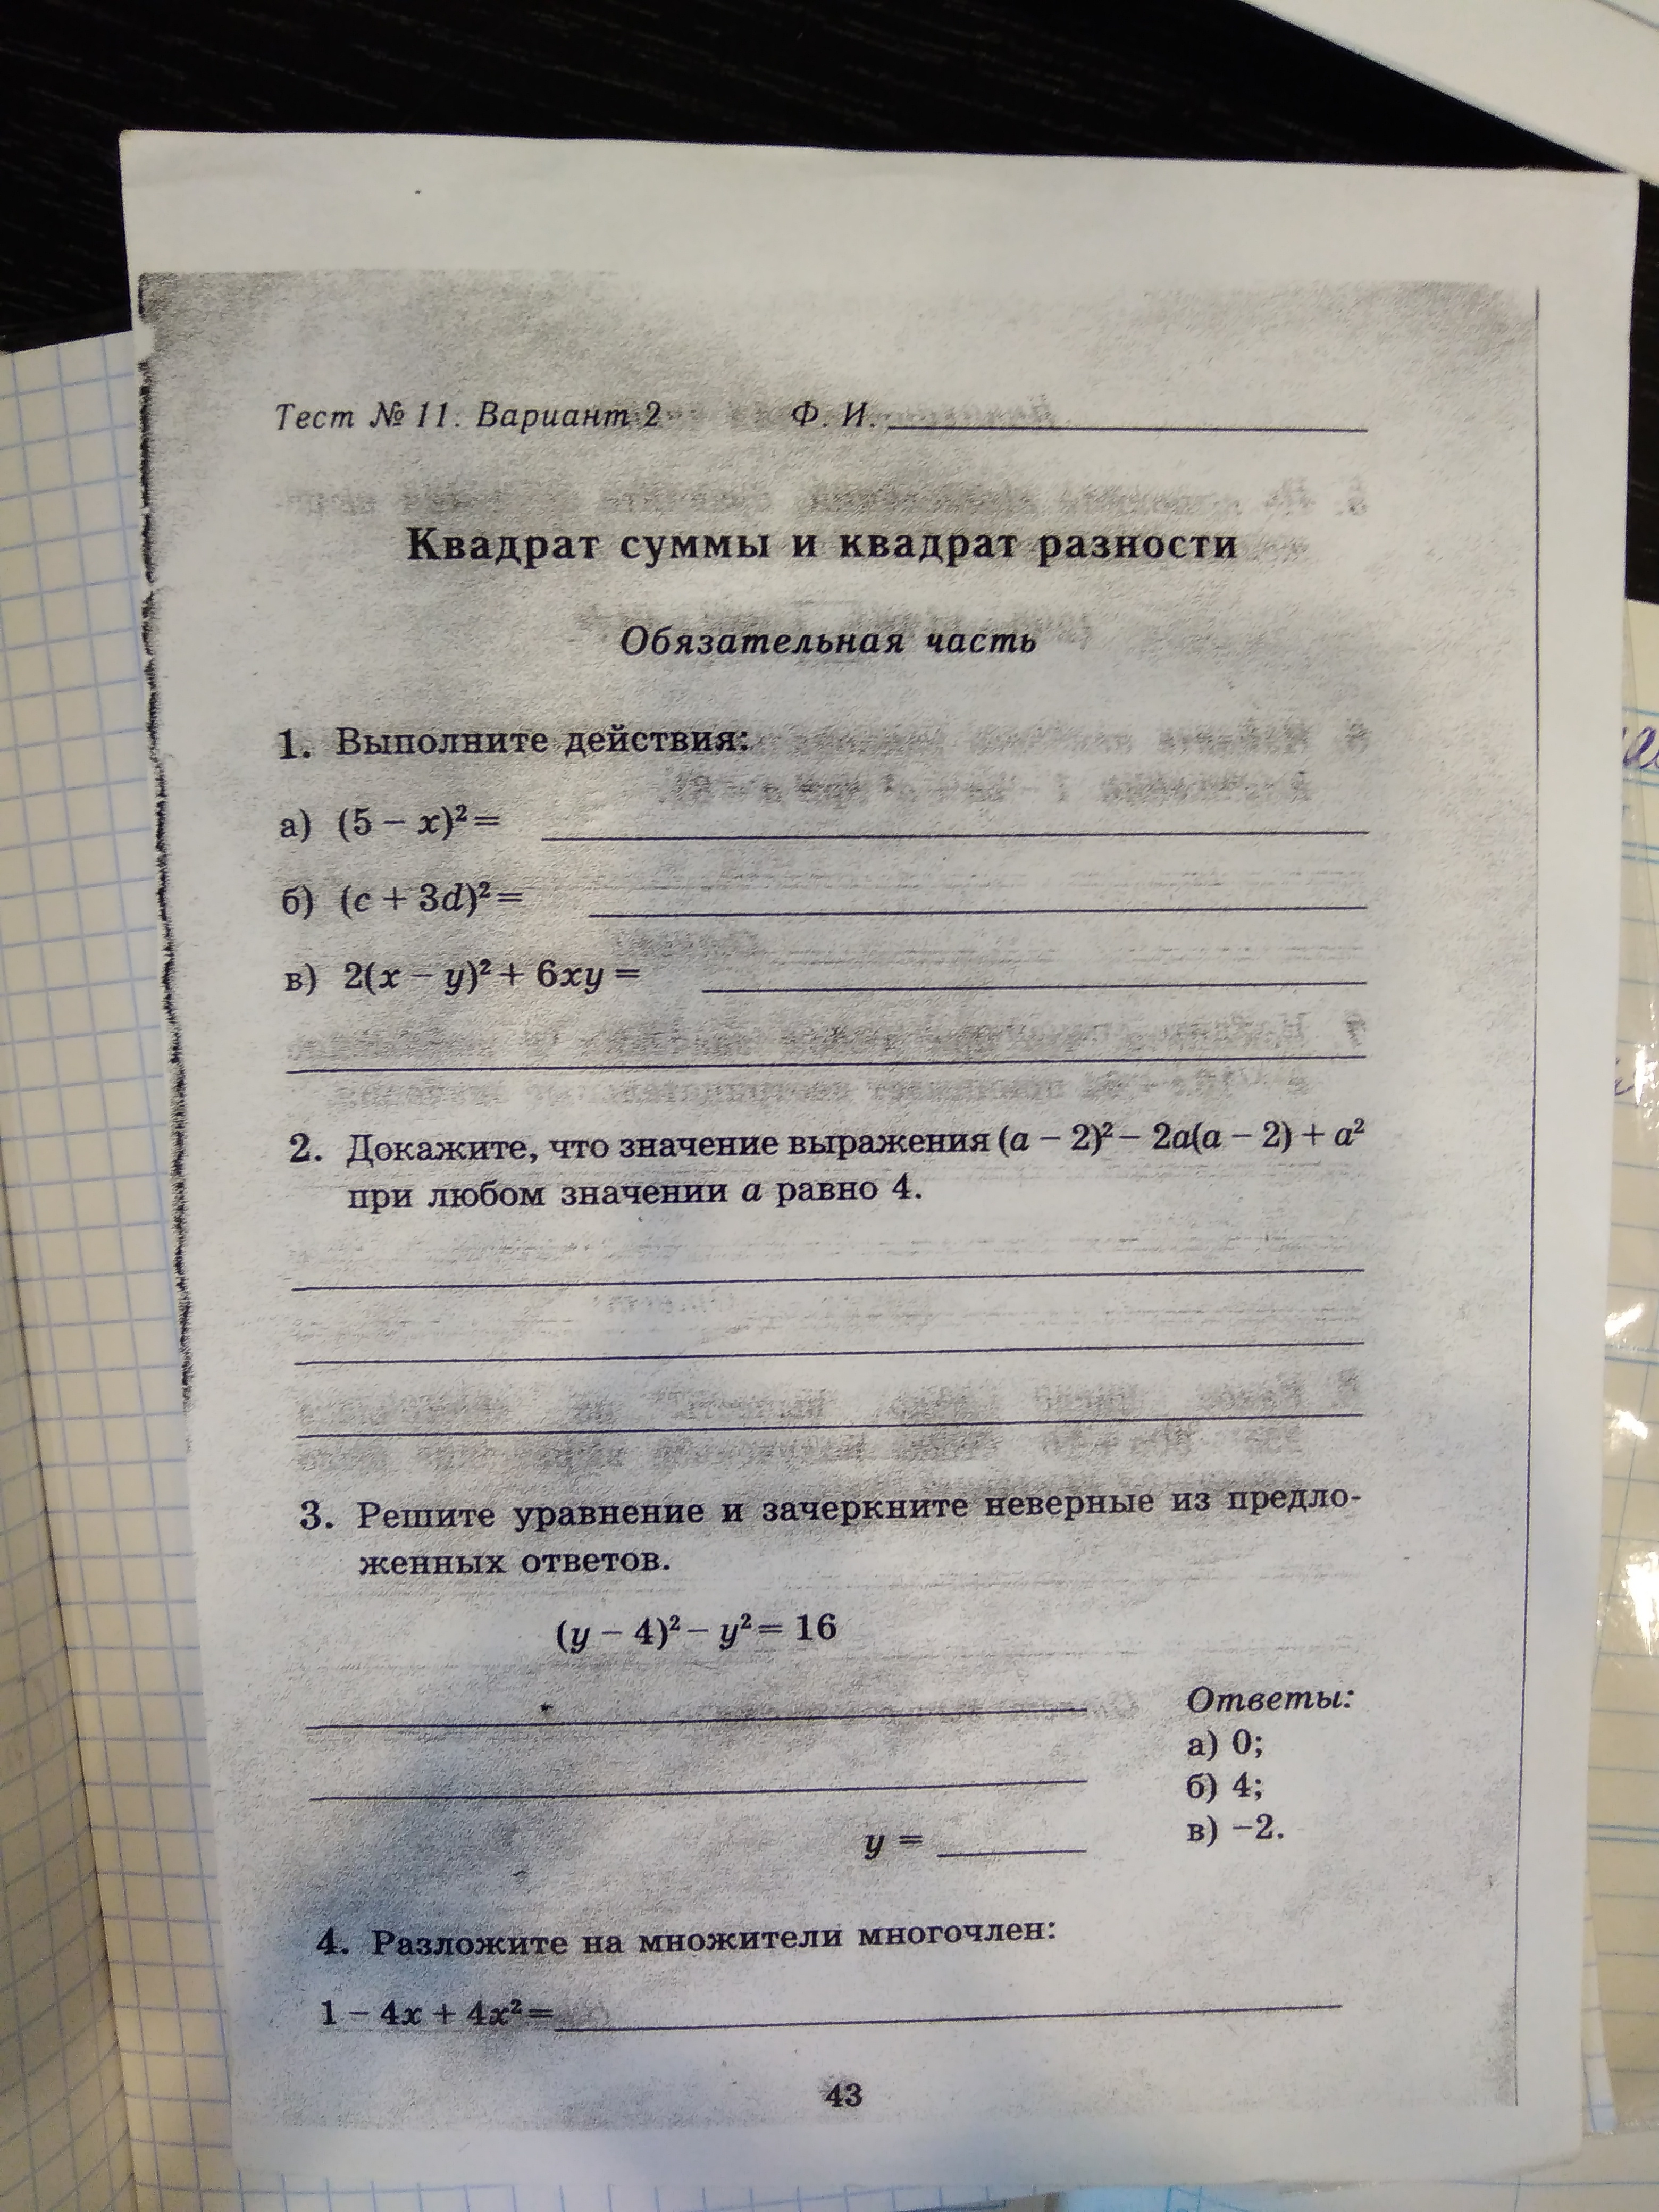 Тест № 11. Вариант 2 Ф. И.
Квадрат суммы и квадрат разности
Обязательная часть
1. Выполните действия:
а) (5 − x)² =
б) (c + 3d)² =
в) 2(x − y)² + 6xy =
2. Докажите, что значение выражения (a − 2)² − 2a(a − 2) + a²
при любом значении a равно 4.
3. Решите уравнение и зачеркните неверные из предло-
женных ответов.
(y − 4)² − y² = 16
Ответы:
а) 0;
б) 4;
y =
в) −2.
4. Разложите на множители многочлен:
1 − 4x + 4x² =
43